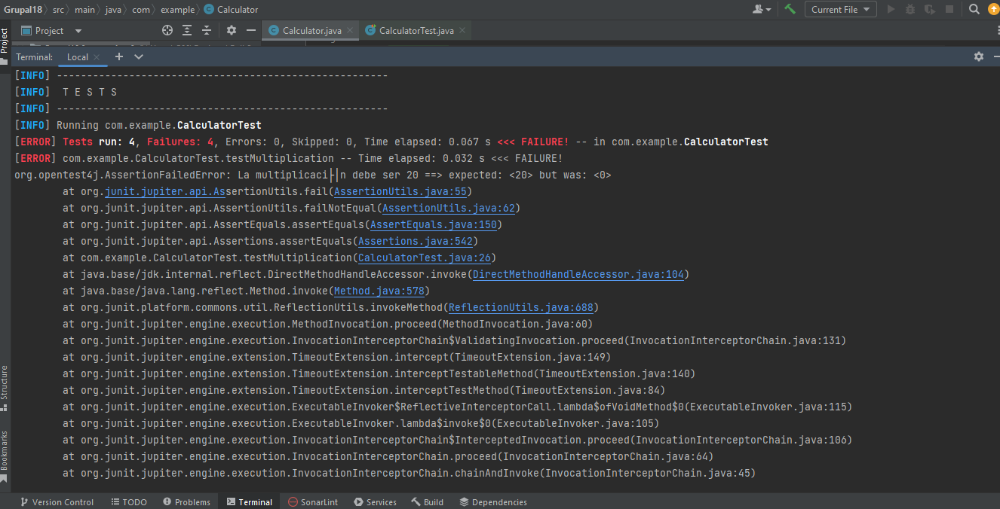 Grupal18 src main java com example Calculator Current File
Project Calculator.java CalculatorTest.java
Project
Terminal: Local
[INFO] -------------------------------------------------------
[INFO]  T E S T S
[INFO] -------------------------------------------------------
[INFO] Running com.example.CalculatorTest
[ERROR] Tests run: 4, Failures: 4, Errors: 0, Skipped: 0, Time elapsed: 0.067 s <<< FAILURE! -- in com.example.CalculatorTest
[ERROR] com.example.CalculatorTest.testMultiplication -- Time elapsed: 0.032 s <<< FAILURE!
org.opentest4j.AssertionFailedError: La multiplicaci├│n debe ser 20 ==> expected: <20> but was: <0>
at org.junit.jupiter.api.AssertionUtils.fail(AssertionUtils.java:55)
at org.junit.jupiter.api.AssertionUtils.failNotEqual(AssertionUtils.java:62)
at org.junit.jupiter.api.AssertEquals.assertEquals(AssertEquals.java:150)
at org.junit.jupiter.api.Assertions.assertEquals(Assertions.java:542)
at com.example.CalculatorTest.testMultiplication(CalculatorTest.java:26)
at java.base/jdk.internal.reflect.DirectMethodHandleAccessor.invoke(DirectMethodHandleAccessor.java:104)
at java.base/java.lang.reflect.Method.invoke(Method.java:578)
at org.junit.platform.commons.util.ReflectionUtils.invokeMethod(ReflectionUtils.java:688)
at org.junit.jupiter.engine.execution.MethodInvocation.proceed(MethodInvocation.java:60)
at org.junit.jupiter.engine.execution.InvocationInterceptorChain$ValidatingInvocation.proceed(InvocationInterceptorChain.java:131)
at org.junit.jupiter.engine.extension.TimeoutExtension.intercept(TimeoutExtension.java:149)
at org.junit.jupiter.engine.extension.TimeoutExtension.interceptTestableMethod(TimeoutExtension.java:140)
at org.junit.jupiter.engine.extension.TimeoutExtension.interceptTestMethod(TimeoutExtension.java:84)
at org.junit.jupiter.engine.execution.ExecutableInvoker$ReflectiveInterceptorCall.lambda$ofVoidMethod$0(ExecutableInvoker.java:115)
at org.junit.jupiter.engine.execution.ExecutableInvoker.lambda$invoke$0(ExecutableInvoker.java:105)
at org.junit.jupiter.engine.execution.InvocationInterceptorChain$InterceptedInvocation.proceed(InvocationInterceptorChain.java:106)
at org.junit.jupiter.engine.execution.InvocationInterceptorChain.proceed(InvocationInterceptorChain.java:64)
at org.junit.jupiter.engine.execution.InvocationInterceptorChain.chainAndInvoke(InvocationInterceptorChain.java:45)
Structure
Bookmarks
Version Control TODO Problems Terminal SonarLint Services Build Dependencies